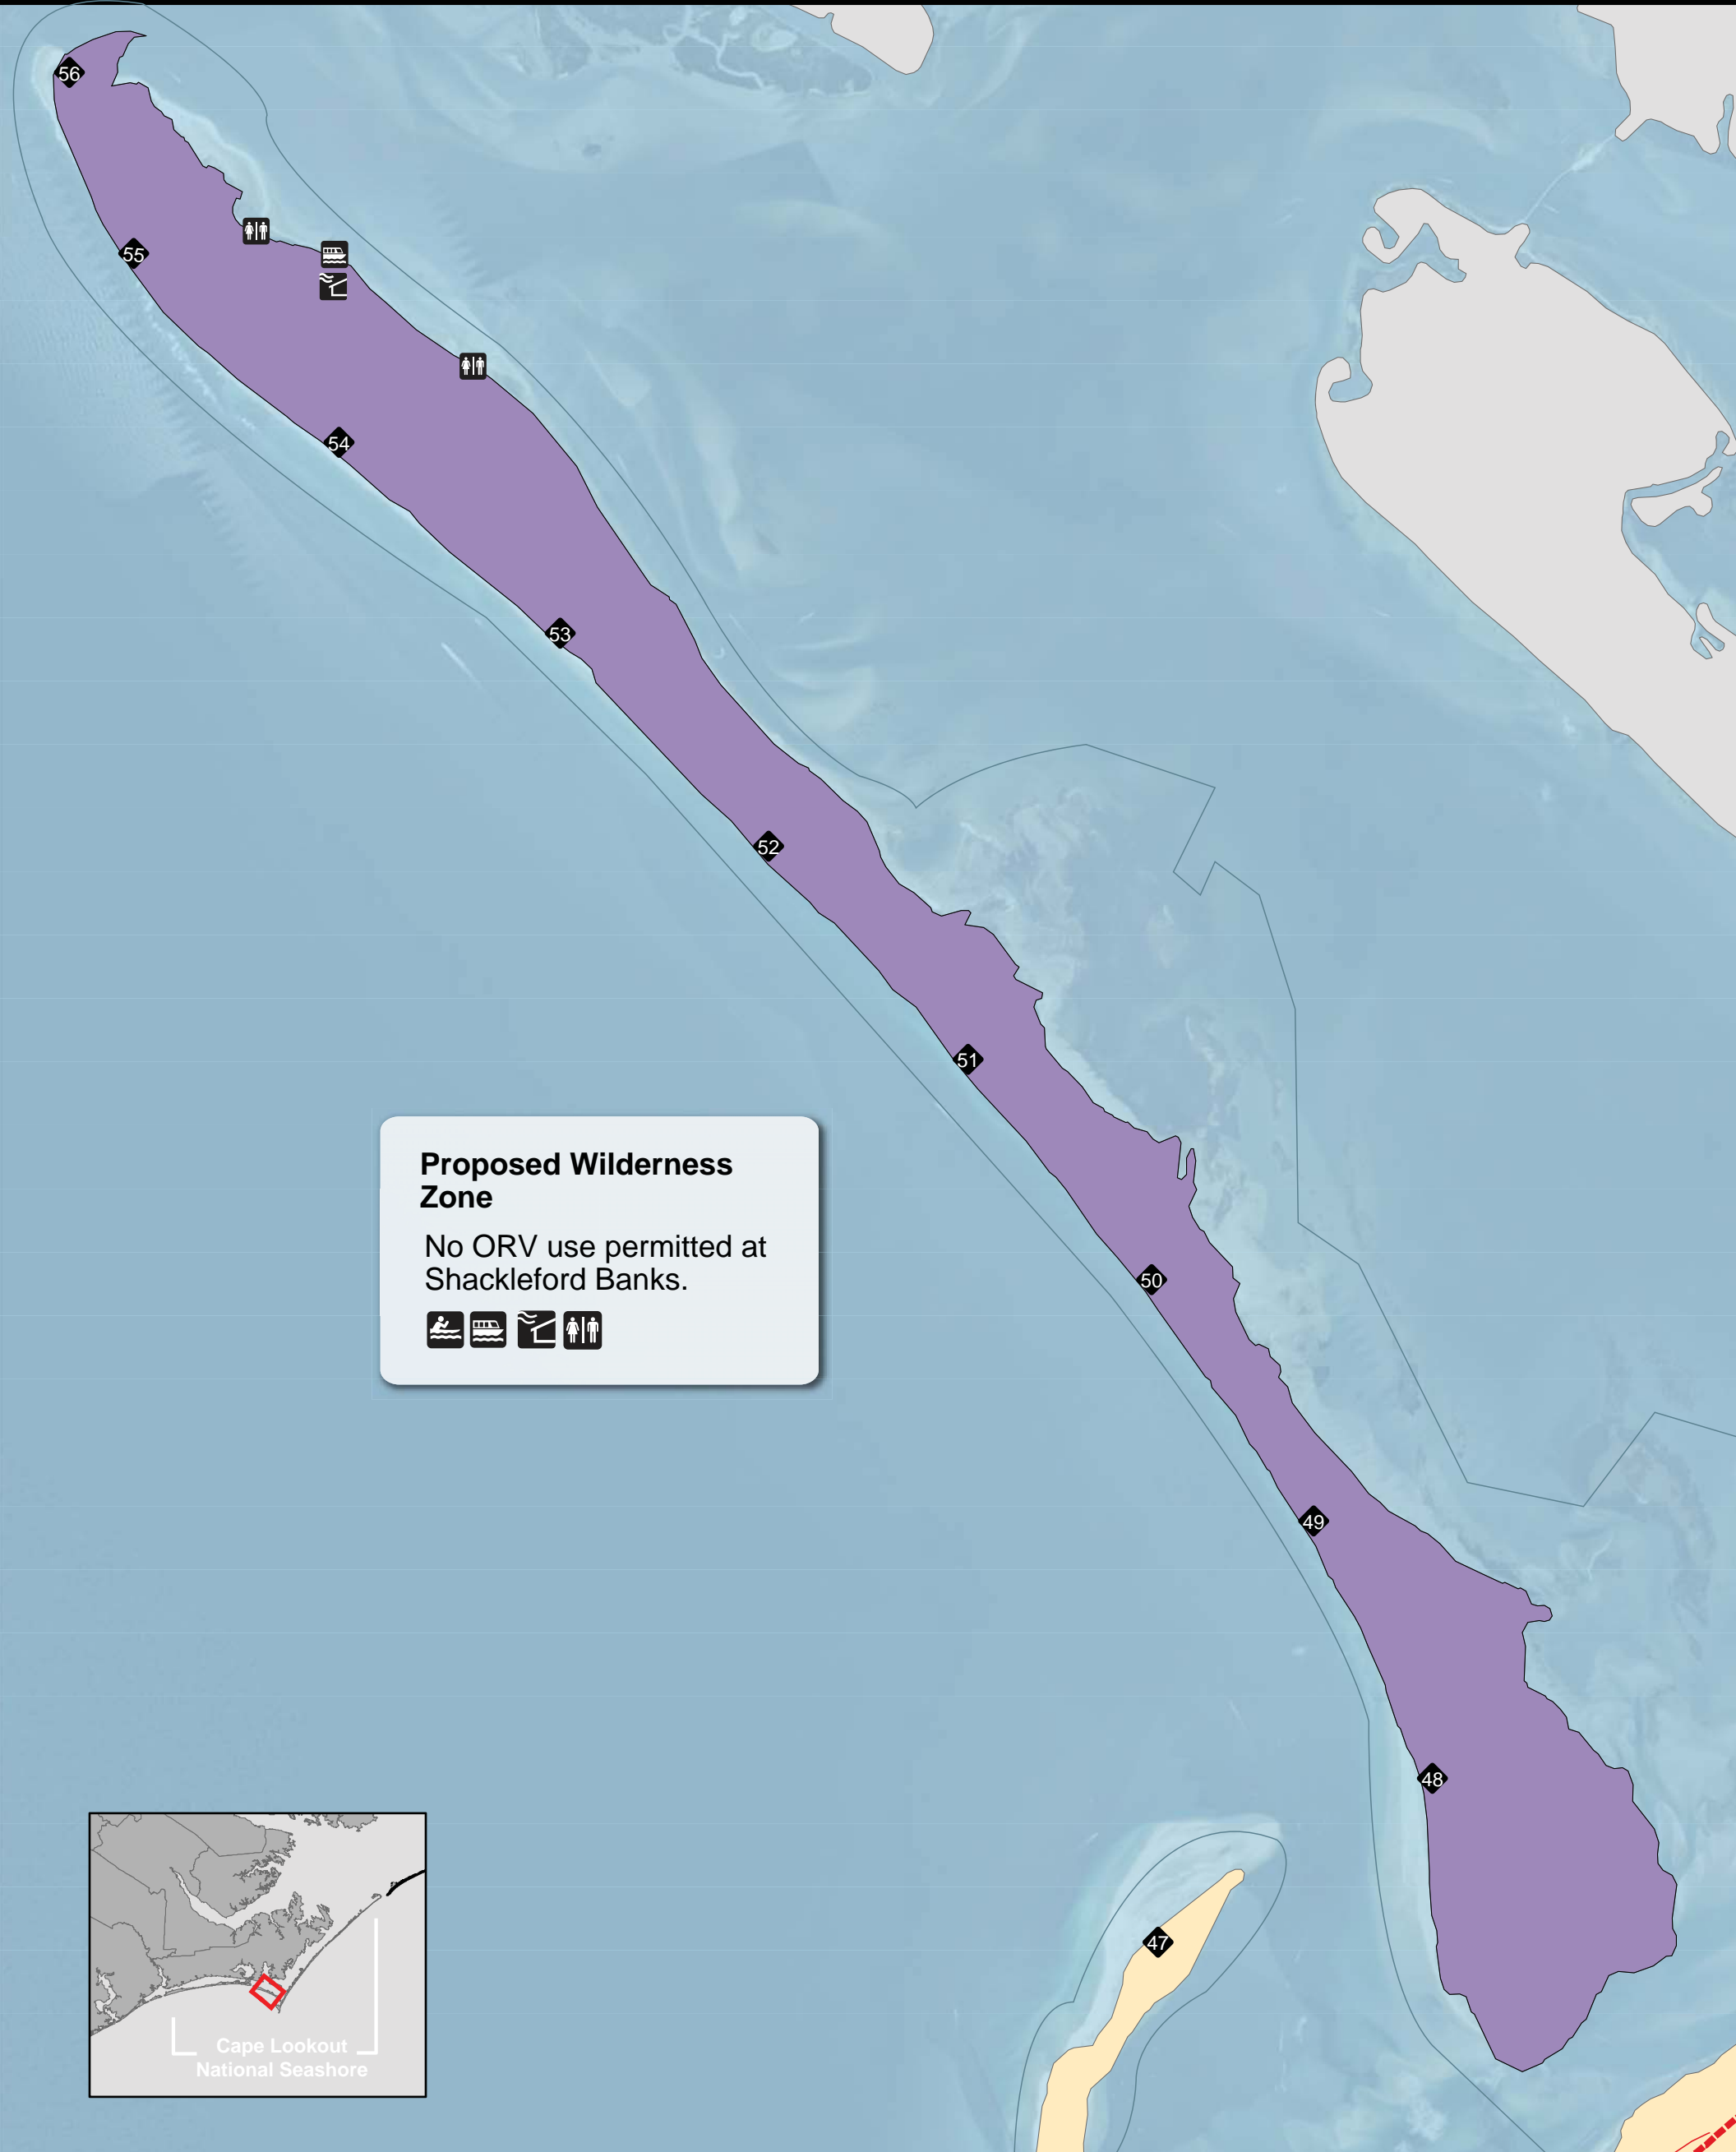 56
55
54
53
52
51
Proposed Wilderness
Zone
No ORV use permitted at
Shackleford Banks.
50
49
48
47
Cape Lookout
National Seashore